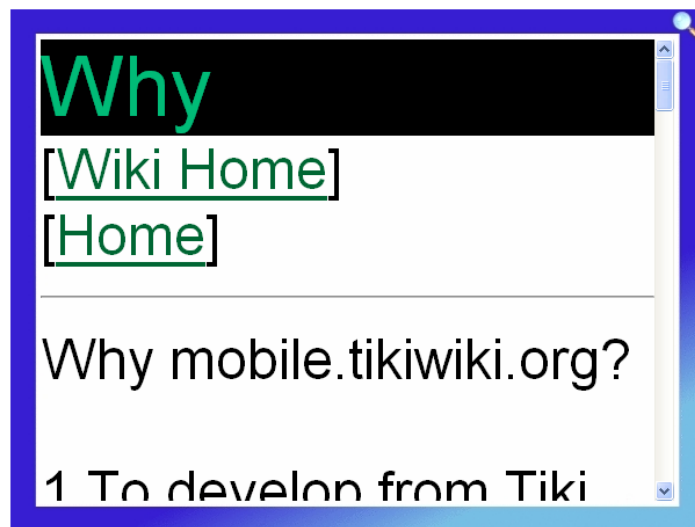 Why
[Wiki Home]
[Home]
Why mobile.tikiwiki.org?
1 To develop from Tiki